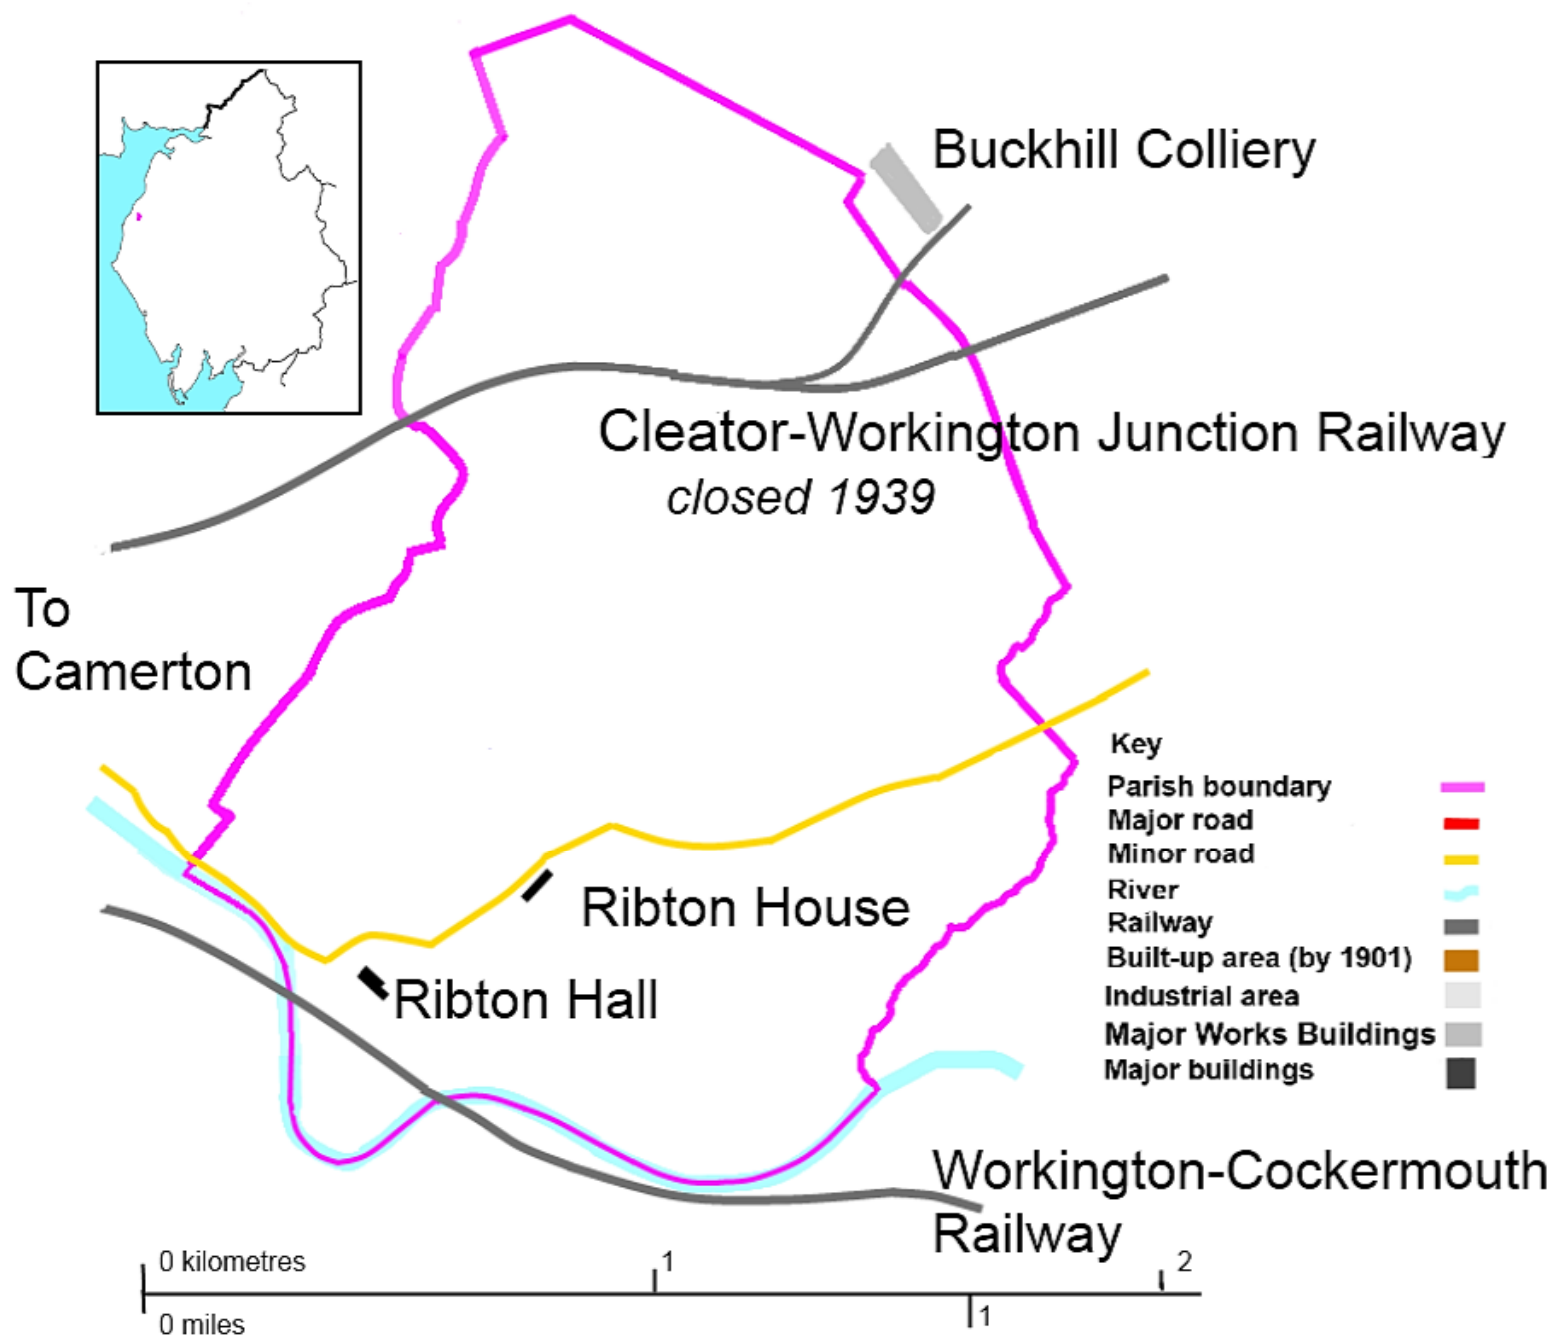 Buckhill Colliery
Cleator-Workington Junction Railway
closed 1939
To
Camerton
Key
Parish boundary
Major road
Minor road
River
Railway
Built-up area (by 1901)
Industrial area
Major Works Buildings
Major buildings
Ribton House
Ribton Hall
Workington-Cockermouth
Railway
0 kilometres 1 2
0 miles 1